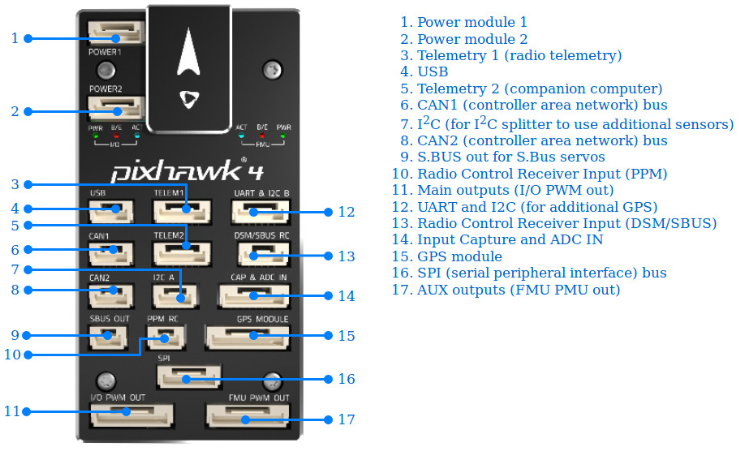 1
POWER1
2
POWER2
PWR B/E ACT
I/O
ACT B/E PWR
FMU
pixhawk®4
3
4
5
USB
TELEM1
UART & I2C B
12
6
7
CAN1
TELEM2
DSM/SBUS RC
13
8
CAN2
I2C A
CAP & ADC IN
14
9
10
SBUS OUT
PPM RC
GPS MODULE
15
SPI
16
11
I/O PWM OUT
FMU PWM OUT
17
1. Power module 1
2. Power module 2
3. Telemetry 1 (radio telemetry)
4. USB
5. Telemetry 2 (companion computer)
6. CAN1 (controller area network) bus
7. I²C (for I²C splitter to use additional sensors)
8. CAN2 (controller area network) bus
9. S.BUS out for S.Bus servos
10. Radio Control Receiver Input (PPM)
11. Main outputs (I/O PWM out)
12. UART and I2C (for additional GPS)
13. Radio Control Receiver Input (DSM/SBUS)
14. Input Capture and ADC IN
15. GPS module
16. SPI (serial peripheral interface) bus
17. AUX outputs (FMU PMU out)